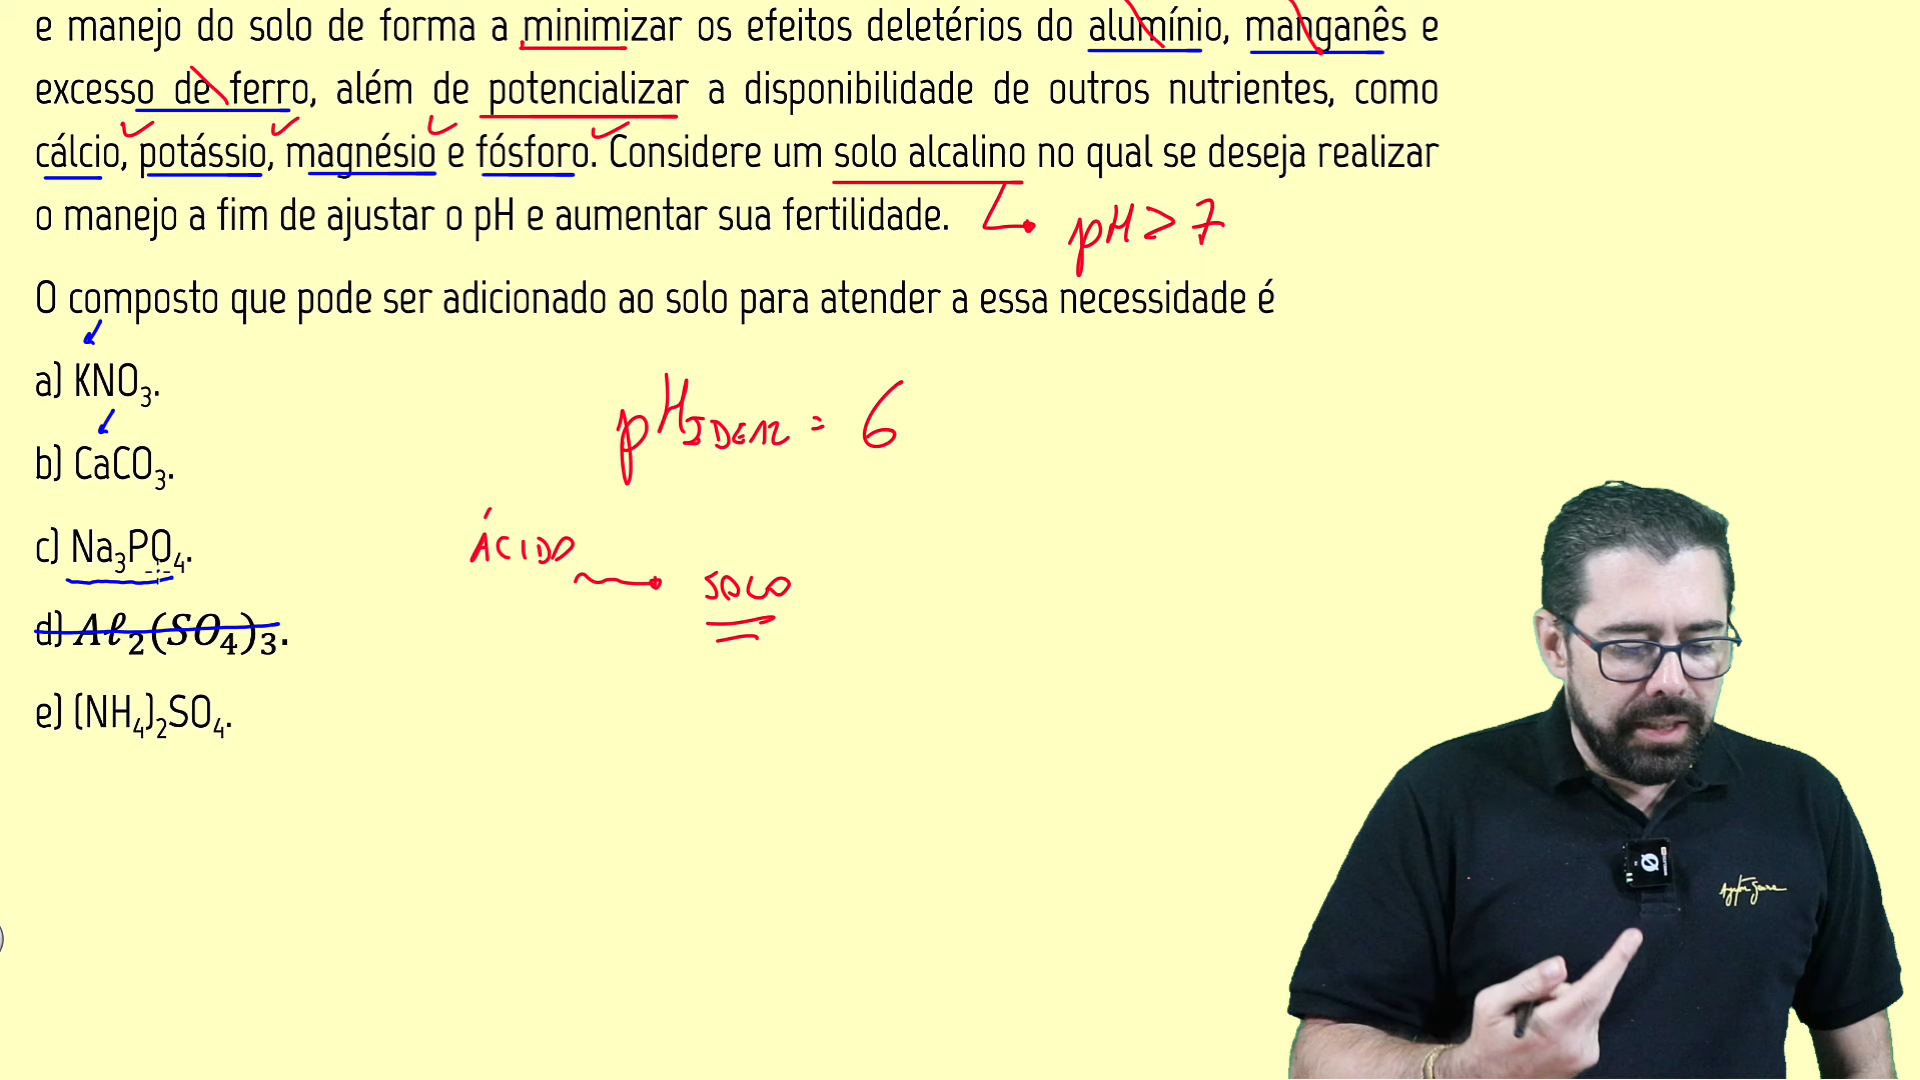 e manejo do solo de forma a minimizar os efeitos deletérios do alumínio, manganês e
excesso de ferro, além de potencializar a disponibilidade de outros nutrientes, como
cálcio, potássio, magnésio e fósforo. Considere um solo alcalino no qual se deseja realizar
o manejo a fim de ajustar o pH e aumentar sua fertilidade.
pH > 7
O composto que pode ser adicionado ao solo para atender a essa necessidade é
a) KNO₃.
pH IDEAL = 6
b) CaCO₃.
c) Na₃PO₄.
ÁCIDO
SOLO
d) Aℓ₂(SO₄)₃.
e) (NH₄)₂SO₄.